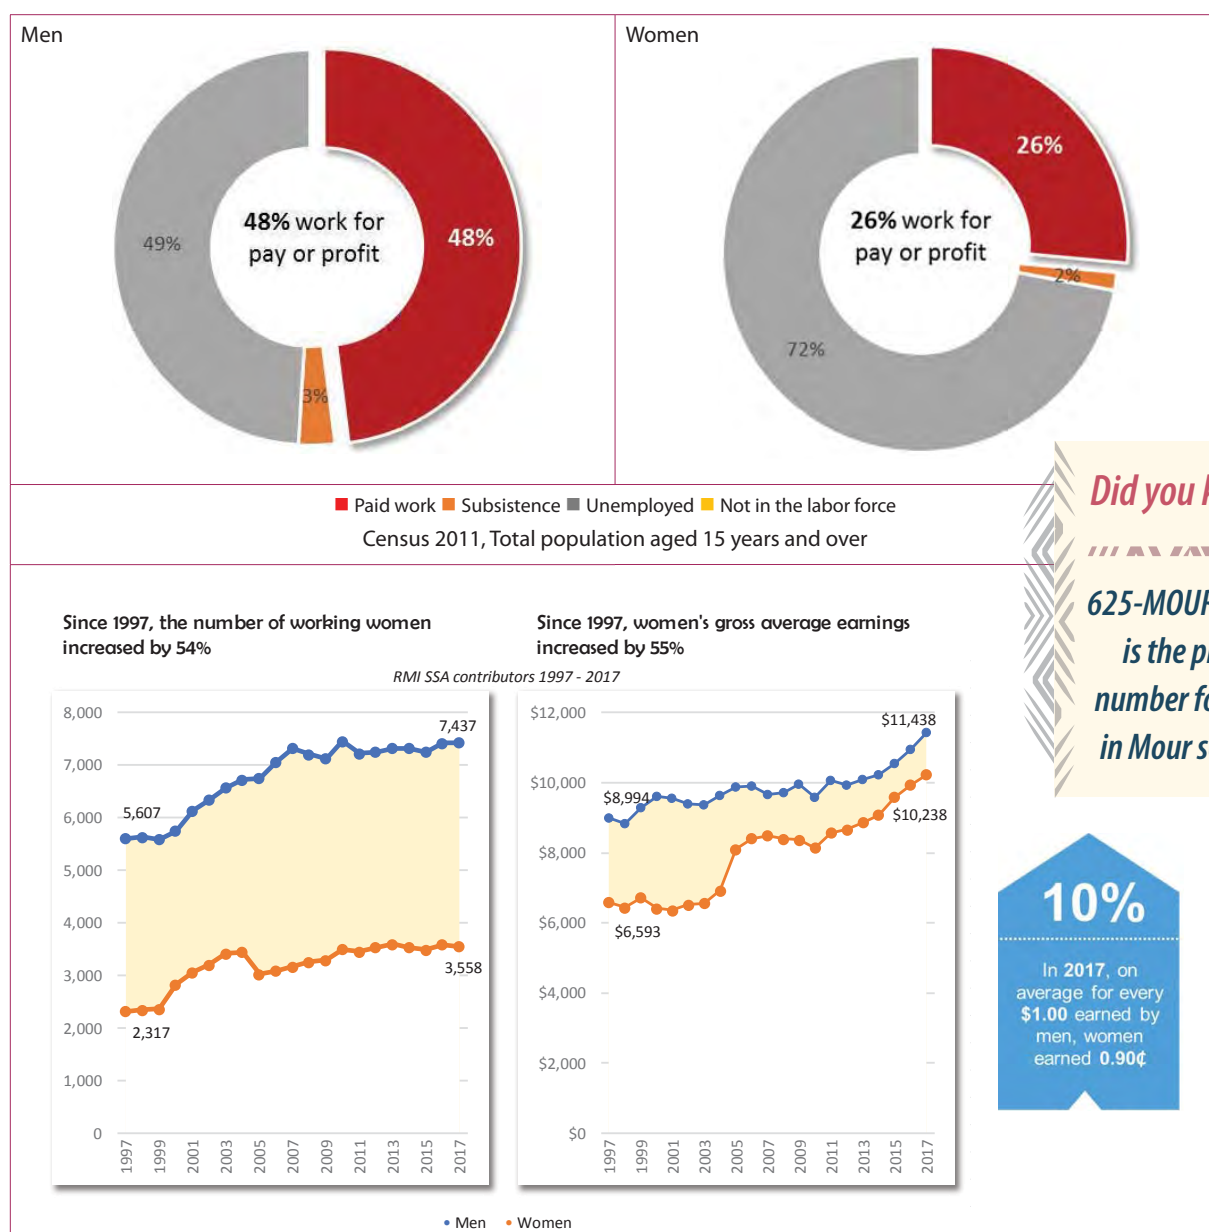 Men
49%
48% work for
pay or profit
48%
3%
Women
26%
26% work for
pay or profit
2%
72%
Paid work Subsistence Unemployed Not in the labor force
Census 2011, Total population aged 15 years and over
Did you
625-MOUR
is the
number
in Mour
Since 1997, the number of working women
increased by 54%
Since 1997, women's gross average earnings
increased by 55%
RMI SSA contributors 1997 - 2017
8,000
7,000
6,000
5,000
4,000
3,000
2,000
1,000
0
5,607
7,437
2,317
3,558
1997
1999
2001
2003
2005
2007
2009
2011
2013
2015
2017
$12,000
$10,000
$8,000
$6,000
$4,000
$2,000
$0
$8,994
$11,438
$6,593
$10,238
1997
1999
2001
2003
2005
2007
2009
2011
2013
2015
2017
Men Women
10%
In 2017, on
average for every
$1.00 earned by
men, women
earned 0.90¢